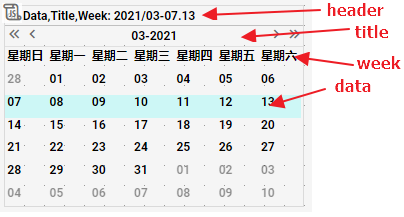 Data,Title,Week: 2021/03-07.13
header
« ‹ 03-2021 › »
title
星期日 星期一 星期二 星期三 星期四 星期五 星期六
week
28 01 02 03 04 05 06
data
07 08 09 10 11 12 13
14 15 16 17 18 19 20
21 22 23 24 25 26 27
28 29 30 31 01 02 03
04 05 06 07 08 09 10